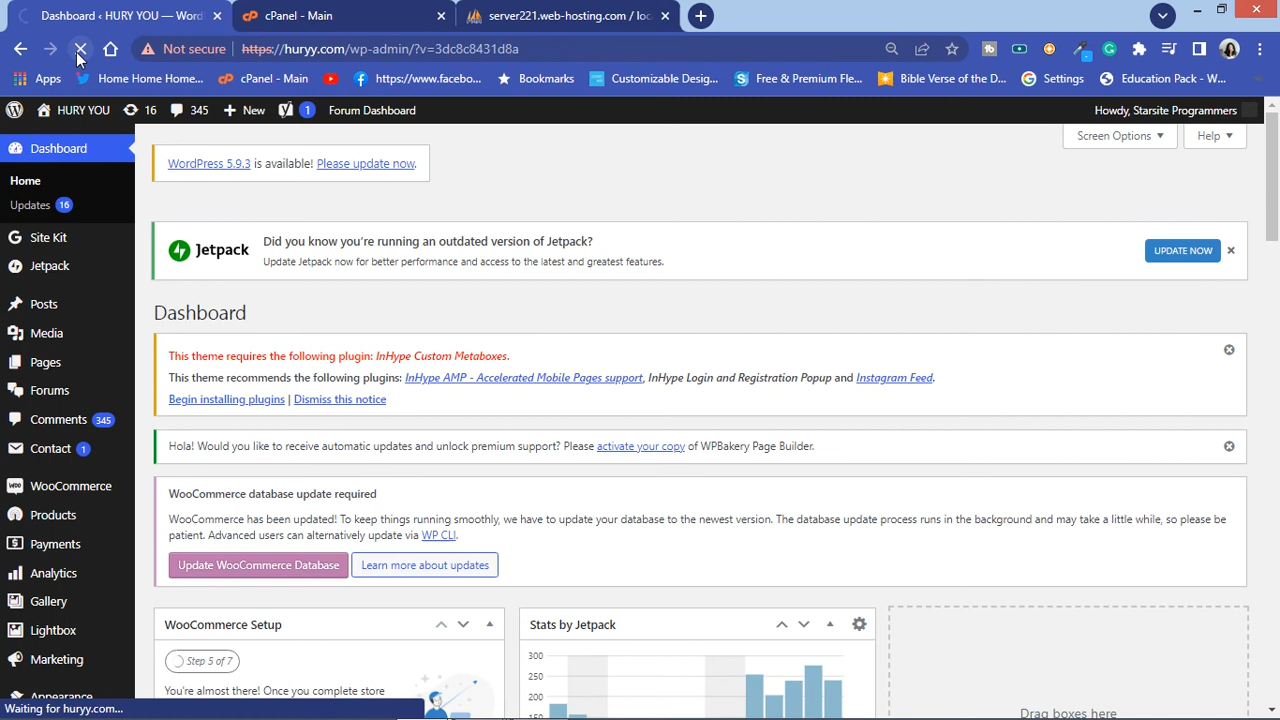 Dashboard ‹ HURY YOU — Word
cPanel - Main
server221.web-hosting.com / loc
Not secure https://huryy.com/wp-admin/?v=3dc8c8431d8a
Apps
Home Home Home...
cPanel - Main
https://www.facebo...
Bookmarks
Customizable Desig...
Free & Premium Fle...
Bible Verse of the D...
Settings
Education Pack - W...
HURY YOU
16
345
New
1
Forum Dashboard
Howdy, Starsite Programmers
Dashboard
Home
Updates 16
Site Kit
Jetpack
Posts
Media
Pages
Forums
Comments 345
Contact 1
WooCommerce
Products
Payments
Analytics
Gallery
Lightbox
Marketing
Appearance
Screen Options
Help
WordPress 5.9.3 is available! Please update now.
Jetpack
Did you know you’re running an outdated version of Jetpack?
Update Jetpack now for better performance and access to the latest and greatest features.
UPDATE NOW
Dashboard
This theme requires the following plugin: InHype Custom Metaboxes.
This theme recommends the following plugins: InHype AMP - Accelerated Mobile Pages support, InHype Login and Registration Popup and Instagram Feed.
Begin installing plugins | Dismiss this notice
Hola! Would you like to receive automatic updates and unlock premium support? Please activate your copy of WPBakery Page Builder.
WooCommerce database update required
WooCommerce has been updated! To keep things running smoothly, we have to update your database to the newest version. The database update process runs in the background and may take a little while, so please be
patient. Advanced users can alternatively update via WP CLI.
Update WooCommerce Database
Learn more about updates
WooCommerce Setup
Step 5 of 7
You're almost there! Once you complete store
Stats by Jetpack
300
250
200
150
Drag boxes here
Waiting for huryy.com...